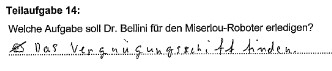 Teilaufgabe 14:
Welche Aufgabe soll Dr. Bellini für den Miserlou-Roboter erledigen?
Das Vergnügungsschiff finden.